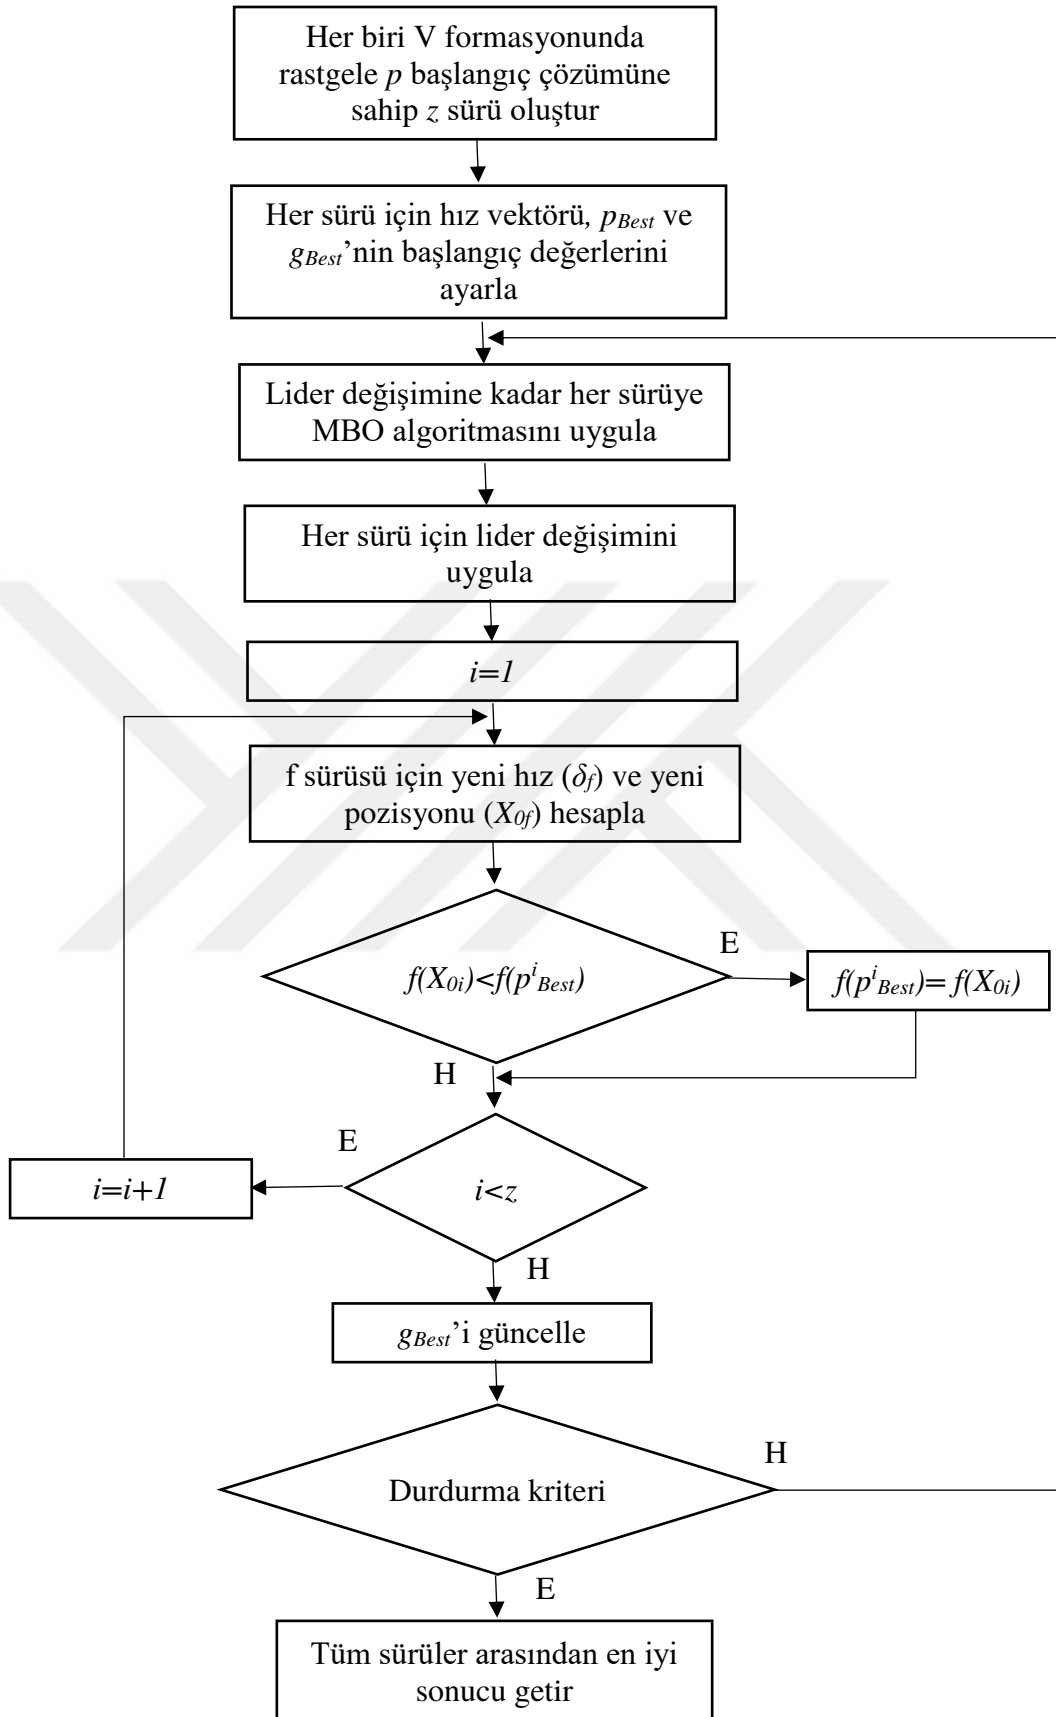 Her biri V formasyonunda
rastgele p başlangıç çözümüne
sahip z sürü oluştur
Her sürü için hız vektörü, pBest ve
gBest’nin başlangıç değerlerini
ayarla
Lider değişimine kadar her sürüye
MBO algoritmasını uygula
Her sürü için lider değişimini
uygula
i=1
f sürüsü için yeni hız (δf) ve yeni
pozisyonu (X0f) hesapla
E
f(X0i)<f(piBest)
f(piBest)= f(X0i)
H
E
i=i+1
i<z
H
gBest’i güncelle
H
Durdurma kriteri
E
Tüm sürüler arasından en iyi
sonucu getir